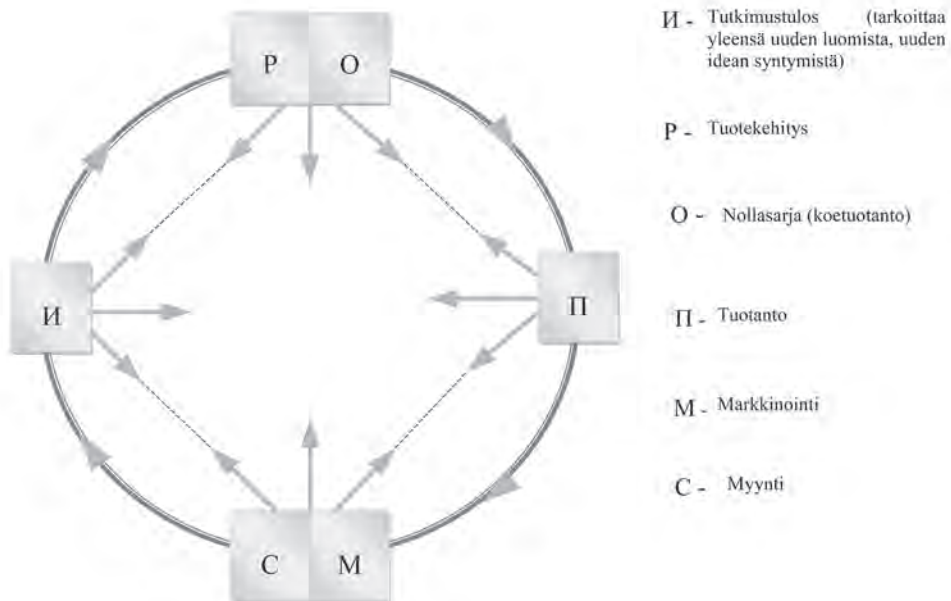 Р О
И
П
С М
И - Tutkimustulos (tarkoittaa
yleensä uuden luomista, uuden
idean syntymistä)
Р - Tuotekehitys
О - Nollasarja (koetuotanto)
П - Tuotanto
М - Markkinointi
С - Myynti